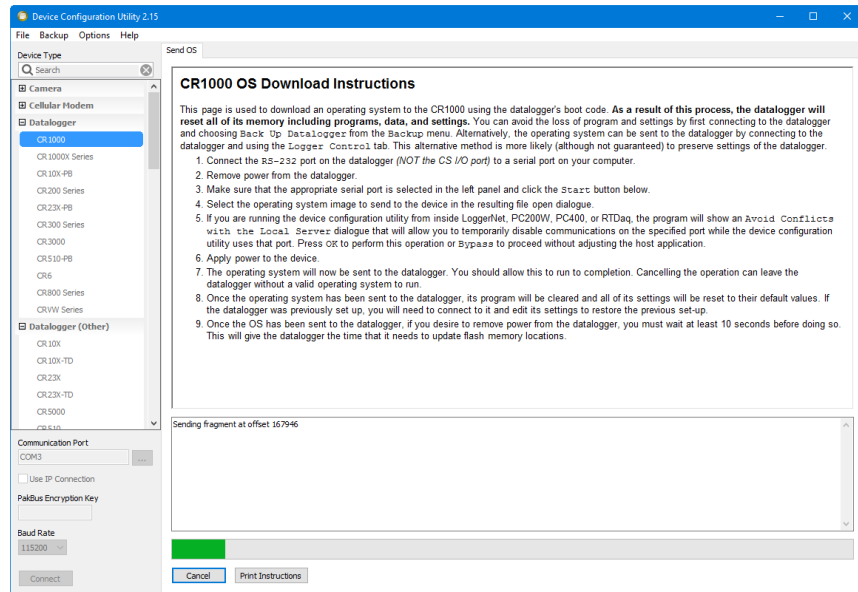 Device Configuration Utility 2.15
File Backup Options Help
Device Type
Search
Camera
Cellular Modem
Datalogger
CR1000
CR1000X Series
CR10X-PB
CR200 Series
CR23X-PB
CR300 Series
CR3000
CR510-PB
CR6
CR800 Series
CRVW Series
Datalogger (Other)
CR10X
CR10X-TD
CR23X
CR23X-TD
CR5000
CR510
Communication Port
COM3
...
Use IP Connection
PakBus Encryption Key
Baud Rate
115200
Connect
Send OS
CR1000 OS Download Instructions
This page is used to download an operating system to the CR1000 using the datalogger's boot code. As a result of this process, the datalogger will
reset all of its memory including programs, data, and settings. You can avoid the loss of program and settings by first connecting to the datalogger
and choosing Back Up Datalogger from the Backup menu. Alternatively, the operating system can be sent to the datalogger by connecting to the
datalogger and using the Logger Control tab. This alternative method is more likely (although not guaranteed) to preserve settings of the datalogger.
1. Connect the RS-232 port on the datalogger (NOT the CS I/O port) to a serial port on your computer.
2. Remove power from the datalogger.
3. Make sure that the appropriate serial port is selected in the left panel and click the Start button below.
4. Select the operating system image to send to the device in the resulting file open dialogue.
5. If you are running the device configuration utility from inside LoggerNet, PC200W, PC400, or RTDaq, the program will show an Avoid Conflicts
with the Local Server dialogue that will allow you to temporarily disable communications on the specified port while the device configuration
utility uses that port. Press OK to perform this operation or Bypass to proceed without adjusting the host application.
6. Apply power to the device.
7. The operating system will now be sent to the datalogger. You should allow this to run to completion. Cancelling the operation can leave the
datalogger without a valid operating system to run.
8. Once the operating system has been sent to the datalogger, its program will be cleared and all of its settings will be reset to their default values. If
the datalogger was previously set up, you will need to connect to it and edit its settings to restore the previous set-up.
9. Once the OS has been sent to the datalogger, if you desire to remove power from the datalogger, you must wait at least 10 seconds before doing so.
This will give the datalogger the time that it needs to update flash memory locations.
Sending fragment at offset 167946
Cancel Print Instructions